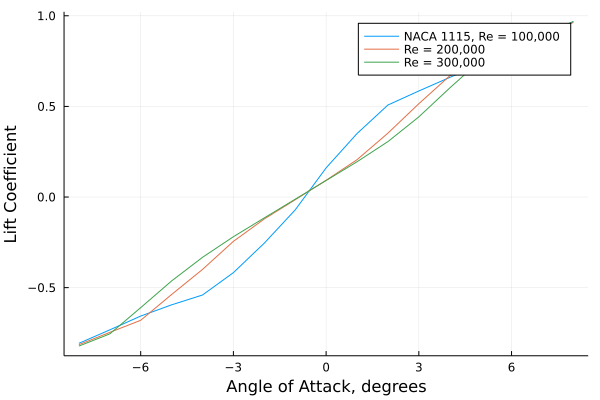 1.0
NACA 1115, Re = 100,000
Re = 200,000
Re = 300,000
0.5
0.0
−0.5
Lift Coefficient
−6 −3 0 3 6
Angle of Attack, degrees